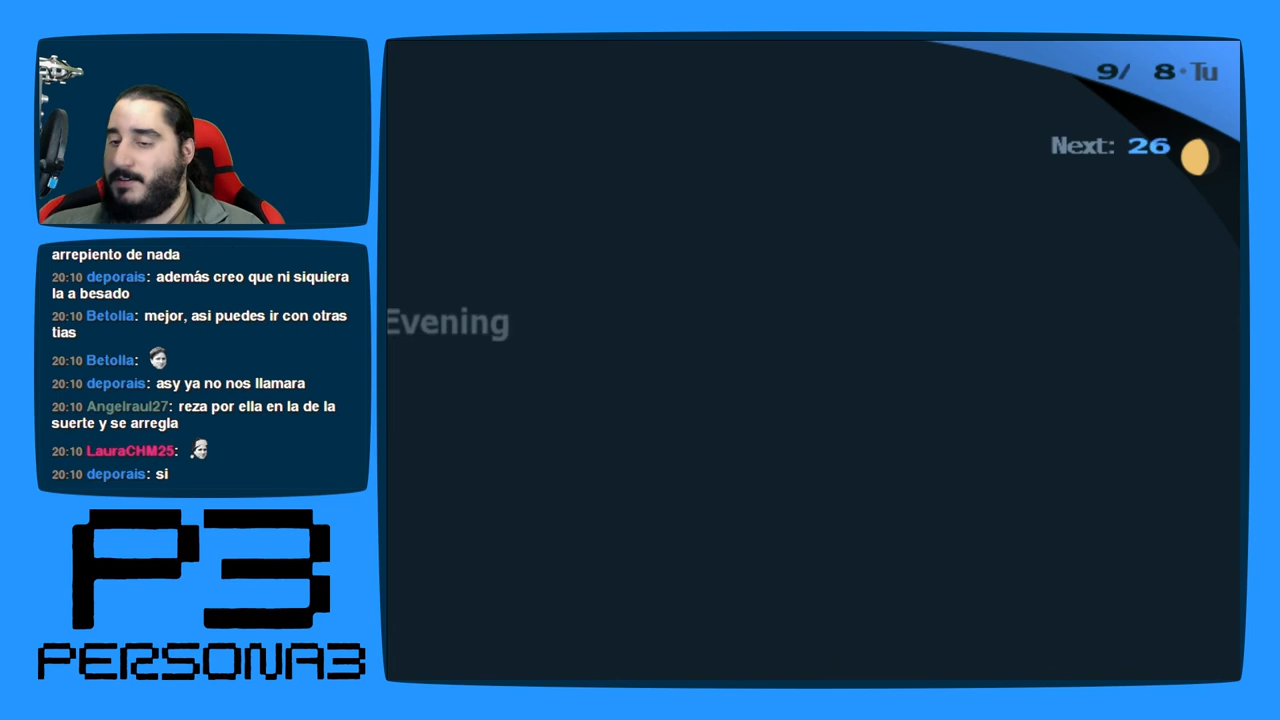 arrepiento de nada
20:10 deporais: además creo que ni siquiera
la a besado
20:10 Betolla: mejor, asi puedes ir con otras
tias
20:10 Betolla:
20:10 deporais: asy ya no nos llamara
20:10 Angelraul27: reza por ella en la de la
suerte y se arregla
20:10 LauraCHM25:
20:10 deporais: si
P3
PERSONA3
9/ 8·Tu
Next: 26
Evening